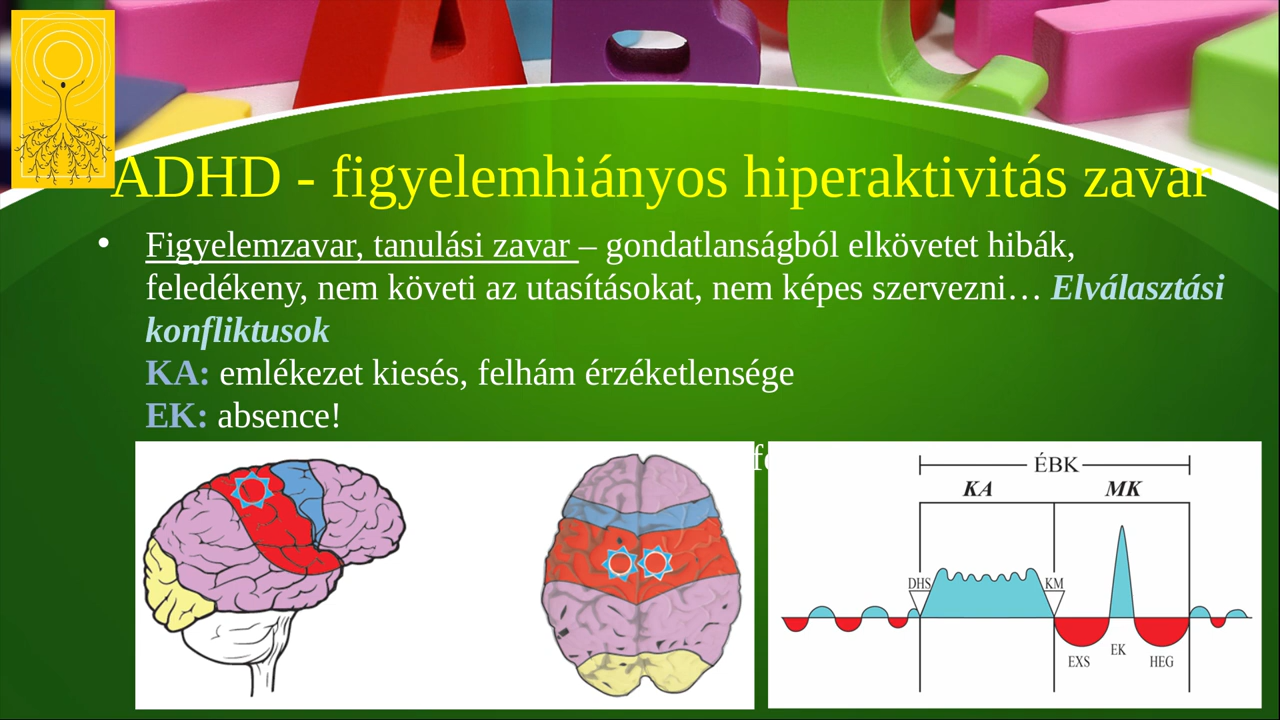 ADHD - figyelemhiányos hiperaktivitás zavar
• Figyelemzavar, tanulási zavar – gondatlanságból elkövetet hibák,
feledékeny, nem követi az utasításokat, nem képes szervezni… Elválasztási
konfliktusok
KA: emlékezet kiesés, felhám érzéketlensége
EK: absence!
ÉBK
KA MK
DHS KM
EXS EK HEG